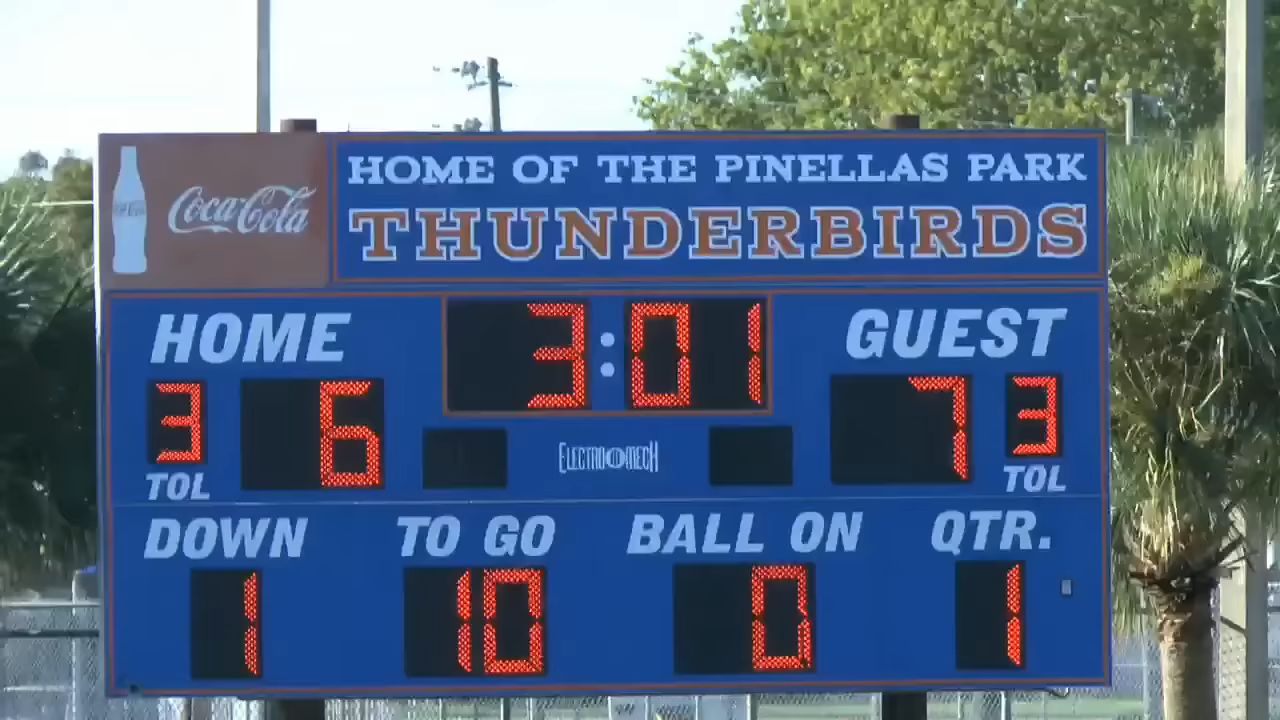 HOME OF THE PINELLAS PARK
Coca-Cola
THUNDERBIRDS
HOME
3:01
GUEST
3
6
7
3
TOL
ELECTRO-MECH
TOL
DOWN
TO GO
BALL ON
QTR.
1
10
0
1